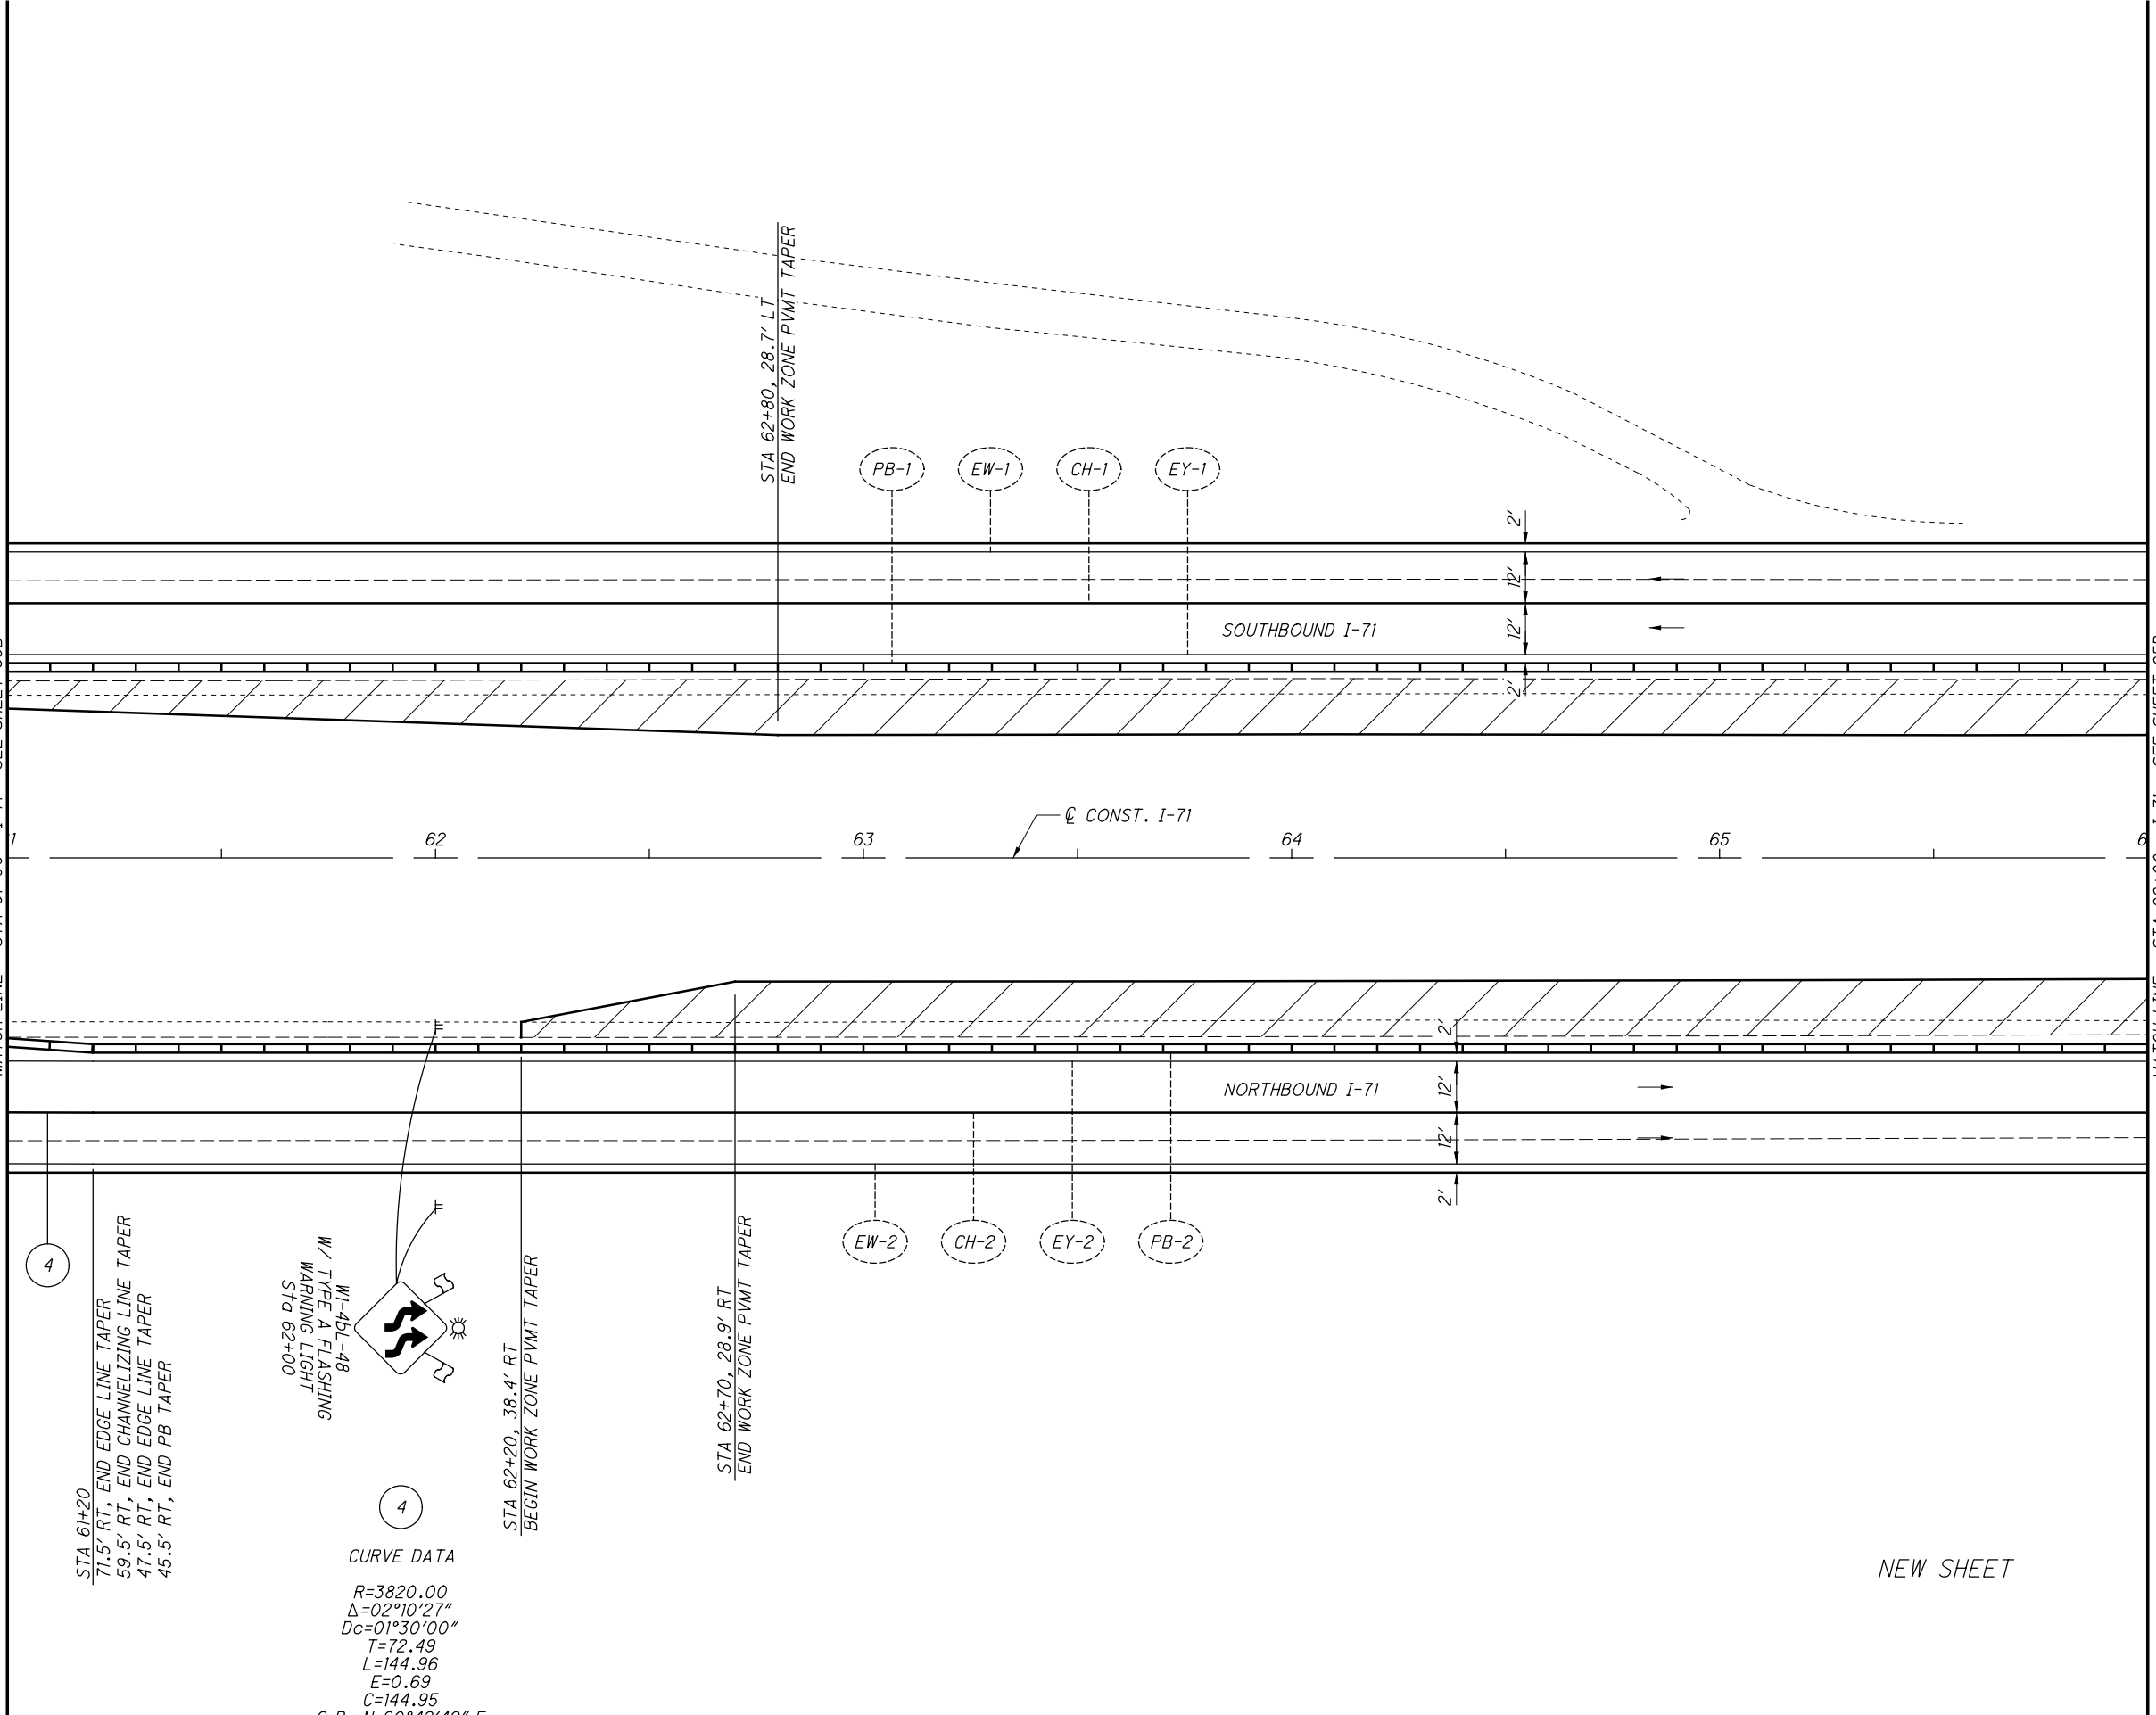 STA 62+80, 28.7' LT
END WORK ZONE PVMT TAPER
PB-1
EW-1
CH-1
EY-1
2'
12'
12'
2'
SOUTHBOUND I-71
℄ CONST. I-71
62
63
64
65
2'
12'
12'
2'
NORTHBOUND I-71
EW-2
CH-2
EY-2
PB-2
4
STA 61+20
71.5' RT, END EDGE LINE TAPER
59.5' RT, END CHANNELIZING LINE TAPER
47.5' RT, END EDGE LINE TAPER
45.5' RT, END PB TAPER
W1-4bL-48
W/ TYPE A FLASHING
WARNING LIGHT
Sta 62+00
STA 62+20, 38.4' RT
BEGIN WORK ZONE PVMT TAPER
STA 62+70, 28.9' RT
END WORK ZONE PVMT TAPER
4
CURVE DATA
R=3820.00
Δ=02°10'27"
Dc=01°30'00"
T=72.49
L=144.96
E=0.69
C=144.95
NEW SHEET